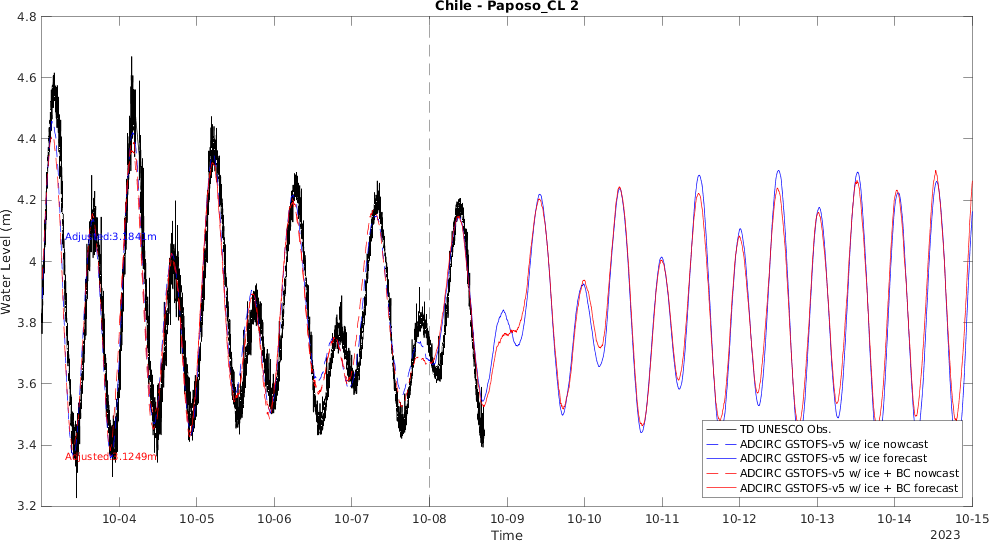 Chile - Paposo_CL 2
4.8
4.6
4.4
4.2
4
3.8
3.6
3.4
3.2
Water Level (m)
Adjusted:3.1841m
Adjusted:3.1249m
TD UNESCO Obs.
ADCIRC GSTOFS-v5 w/ ice nowcast
ADCIRC GSTOFS-v5 w/ ice forecast
ADCIRC GSTOFS-v5 w/ ice + BC nowcast
ADCIRC GSTOFS-v5 w/ ice + BC forecast
10-04 10-05 10-06 10-07 10-08 10-09 10-10 10-11 10-12 10-13 10-14 10-15
Time
2023